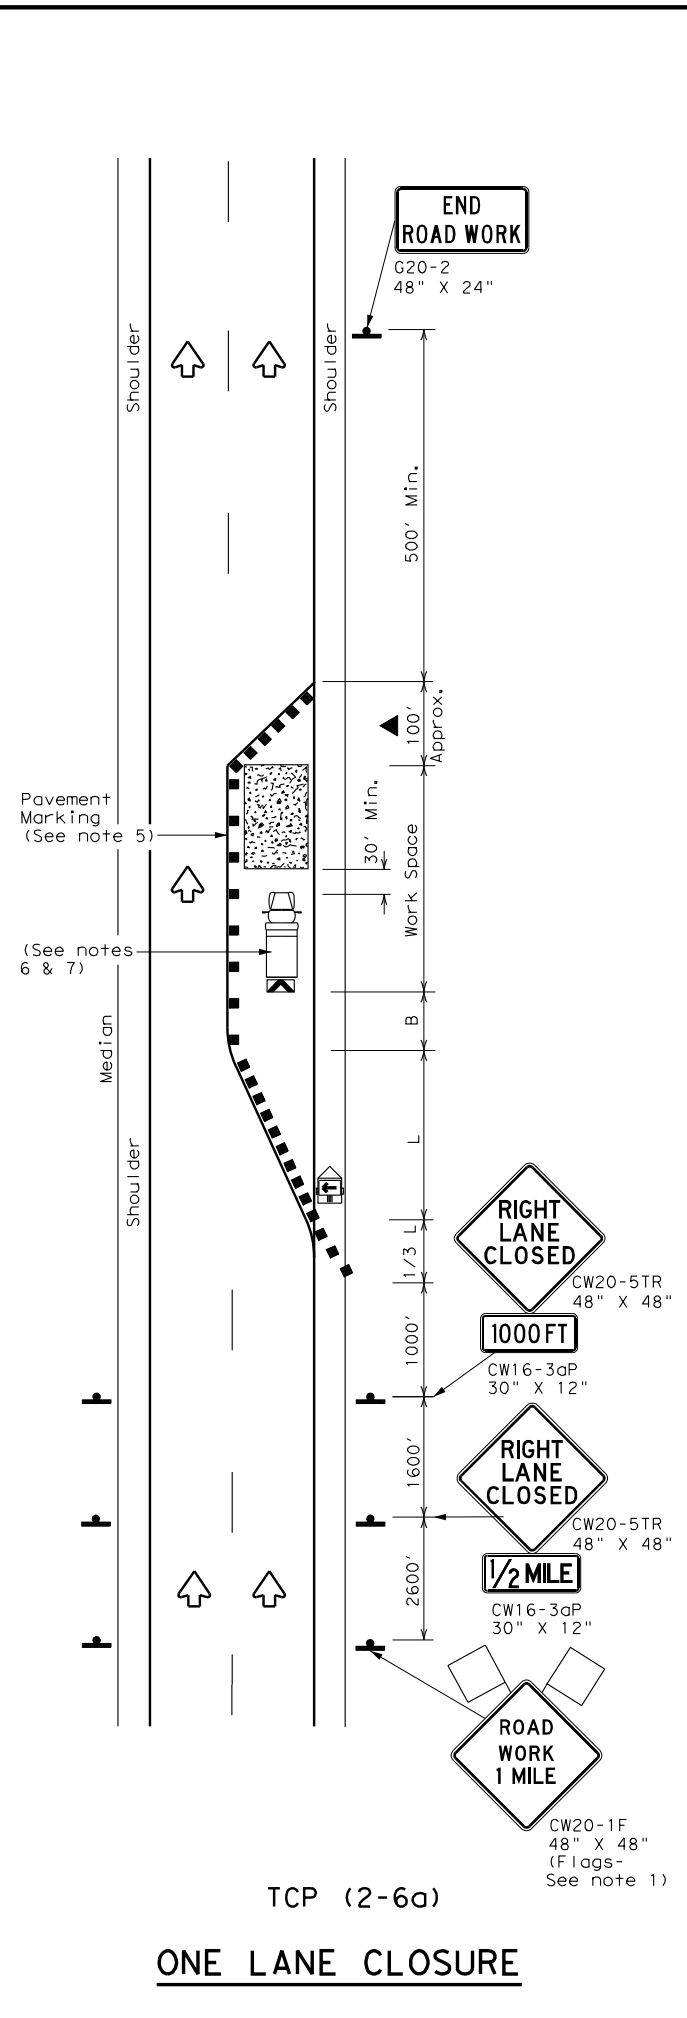 END
ROAD WORK
G20-2
48" X 24"
Shoulder
Shoulder
500' Min.
100'
Approx.
30' Min.
Work Space
Pavement
Marking
(See note 5)
(See notes
6 & 7)
B
Median
L
Shoulder
1/3 L
RIGHT
LANE
CLOSED
CW20-5TR
48" X 48"
1000 FT
CW16-3aP
30" X 12"
1000'
RIGHT
LANE
CLOSED
CW20-5TR
48" X 48"
1/2 MILE
CW16-3aP
30" X 12"
1600'
2600'
ROAD
WORK
1 MILE
CW20-1F
48" X 48"
(Flags-
See note 1)
TCP (2-6a)
ONE LANE CLOSURE